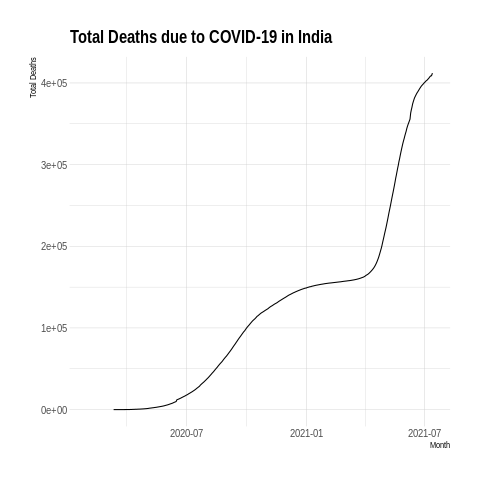 Total Deaths due to COVID-19 in India
Total Deaths
4e+05
3e+05
2e+05
1e+05
0e+00
2020-07
2021-01
2021-07
Month